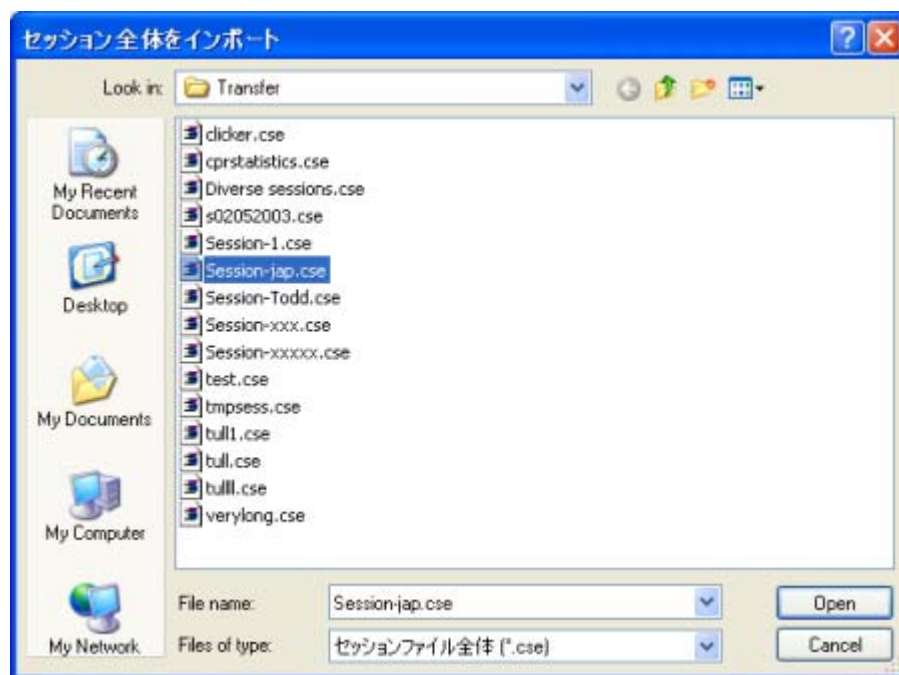 セッション全体をインポート
Look in:
Transfer
My Recent
Documents
Desktop
My Documents
My Computer
My Network
clicker.cse
cprstatistics.cse
Diverse sessions.cse
s02052003.cse
Session-1.cse
Session-jap.cse
Session-Todd.cse
Session-xxx.cse
Session-xxxxx.cse
test.cse
tmpsess.cse
tull1.cse
tull.cse
tullll.cse
verylong.cse
File name:
Session-jap.cse
Open
Files of type:
セッションファイル全体 (*.cse)
Cancel